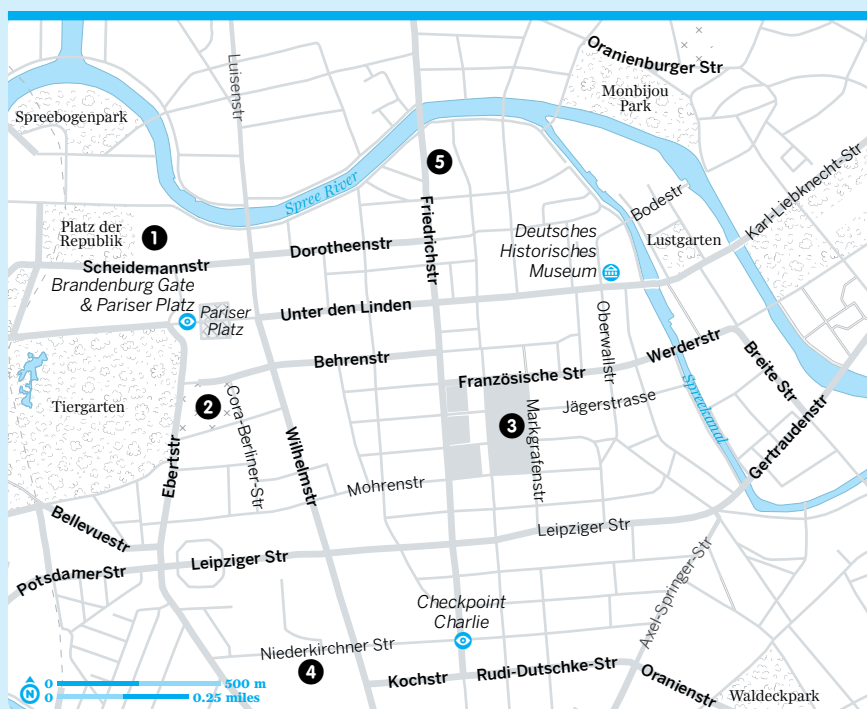 Oranienburger Str
Luisenstr
Monbijou
Park
Spreebogenpark
Karl-Liebknecht-Str
5
Spree River
Bodestr
Friedrichstr
Platz der
Republik
1
Deutsches
Historisches
Museum
Lustgarten
Dorotheenstr
Scheidemannstr
Brandenburg Gate
& Pariser Platz
Pariser
Platz
Unter den Linden
Oberwallstr
Werderstr
Behrenstr
Breite Str
Französische Str
Tiergarten
2
Cora-Berliner-Str
Jägerstrasse
3
Markgrafenstr
Spreekanal
Gertraudenstr
Ebertstr
Wilhelmstr
Mohrenstr
Bellevuestr
Leipziger Str
Leipziger Str
Potsdamer Str
Axel-Springer-Str
Checkpoint
Charlie
Niederkirchner Str
4
Kochstr
Rudi-Dutschke-Str
Oranienstr
Waldeckpark
N
0 500 m
0 0.25 miles